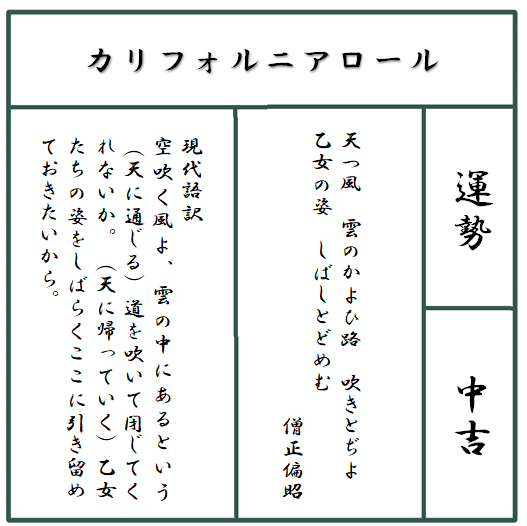 カリフォルニアロール
運勢
中吉
天つ風　雲のかよひ路　吹きとぢよ
乙女の姿　しばしとどめむ
僧正偏昭
現代語訳
空吹く風よ、雲の中にあるという
（天に通じる）道を吹いて閉じてく
れないか。（天に帰っていく）乙女
たちの姿をしばらくここに引き留め
ておきたいから。